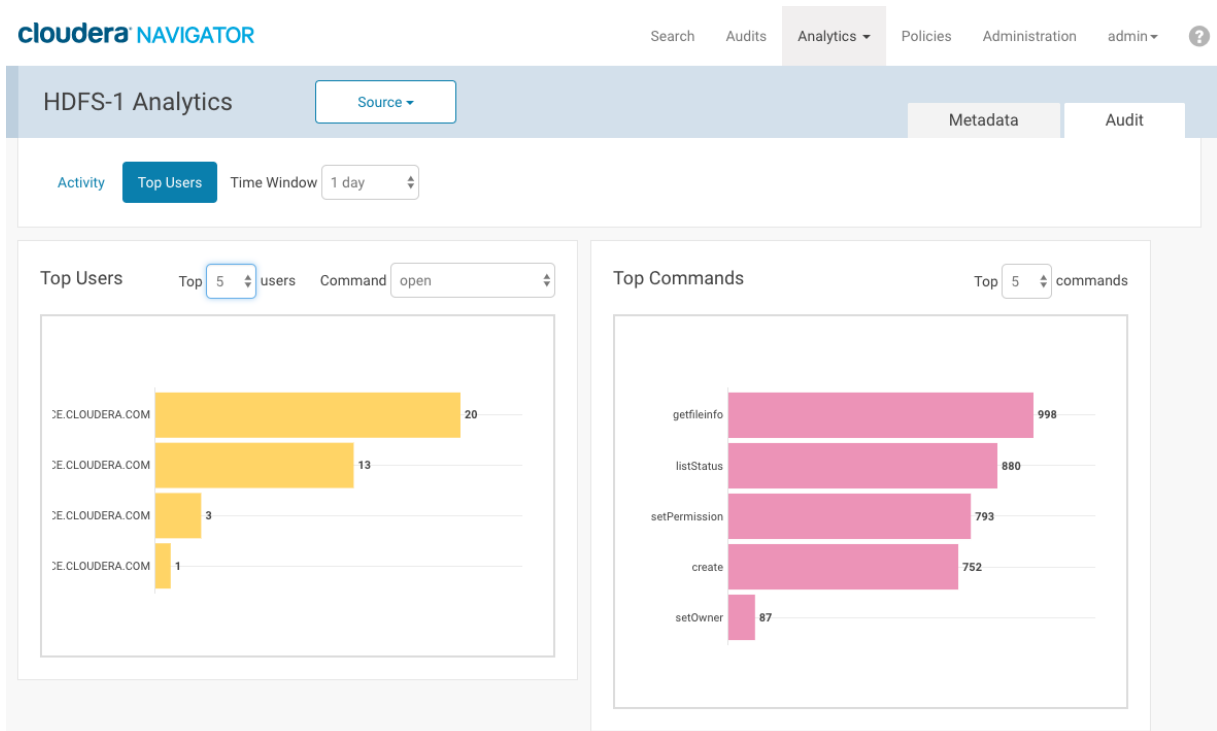 cloudera NAVIGATOR
Search Audits Analytics Policies Administration admin ?
HDFS-1 Analytics Source
Metadata Audit
Activity Top Users Time Window 1 day
Top Users Top 5 users Command open
CE.CLOUDERA.COM 20
CE.CLOUDERA.COM 13
CE.CLOUDERA.COM 3
CE.CLOUDERA.COM 1
Top Commands Top 5 commands
getfileinfo 998
listStatus 880
setPermission 793
create 752
setOwner 87